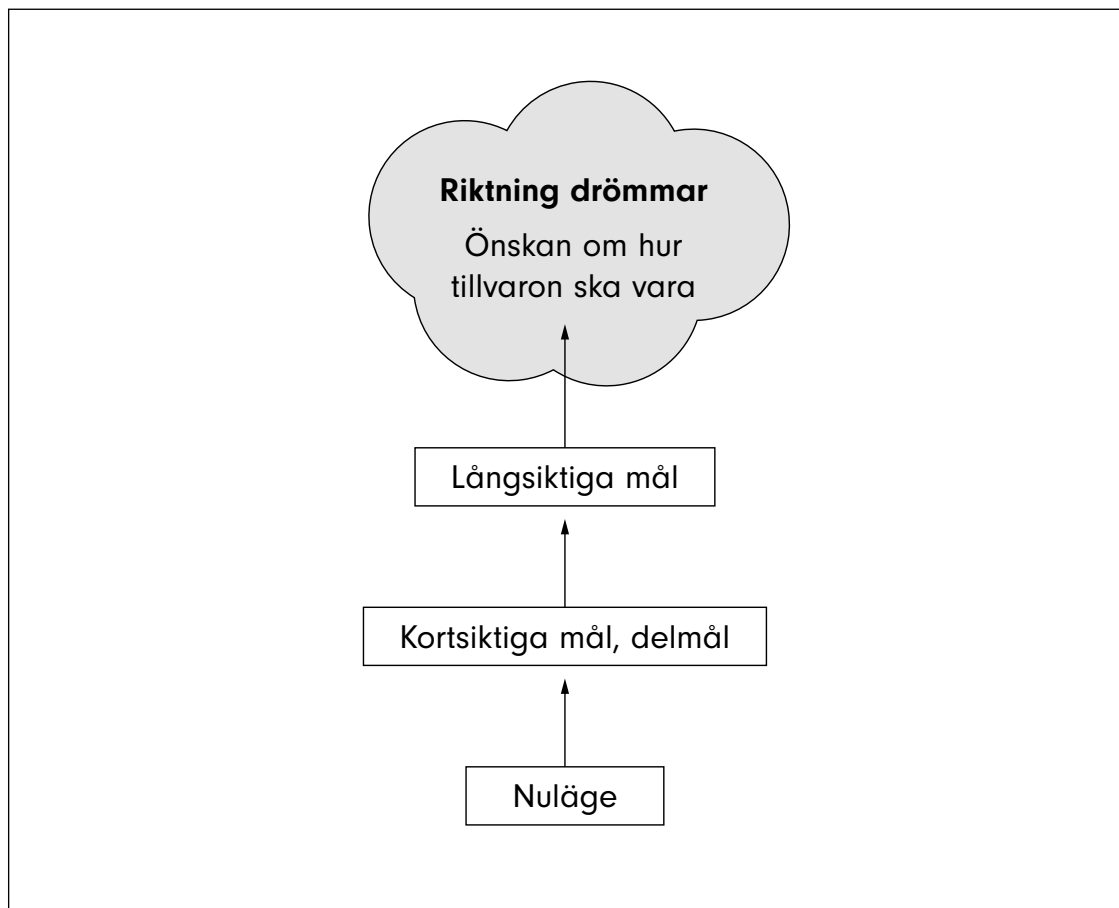 Riktning drömmar
Önskan om hur
tillvaron ska vara
Långsiktiga mål
Kortsiktiga mål, delmål
Nuläge